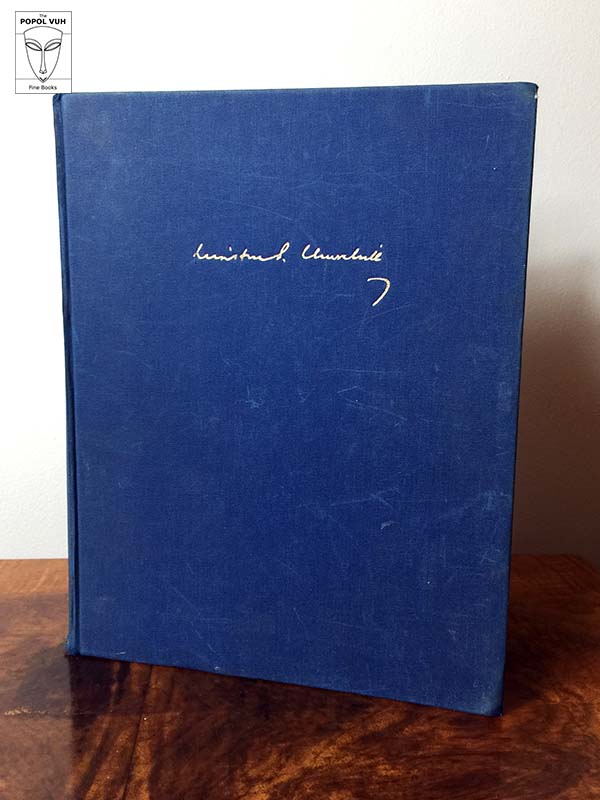 The
POPOL VUH
Fine Books
Winston S. Churchill